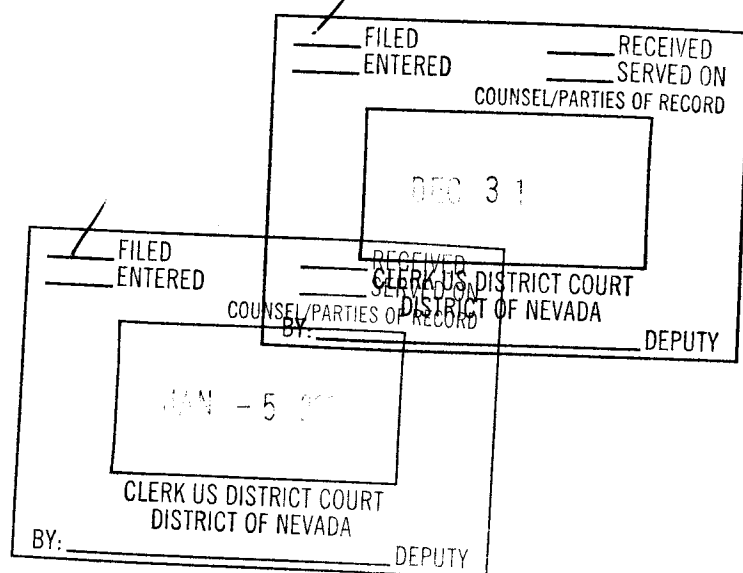 FILED RECEIVED
ENTERED SERVED ON
COUNSEL/PARTIES OF RECORD
DEC 31
CLERK US DISTRICT COURT
DISTRICT OF NEVADA
BY: DEPUTY
FILED RECEIVED
ENTERED SERVED ON
COUNSEL/PARTIES OF RECORD
JAN - 5
CLERK US DISTRICT COURT
DISTRICT OF NEVADA
BY: DEPUTY